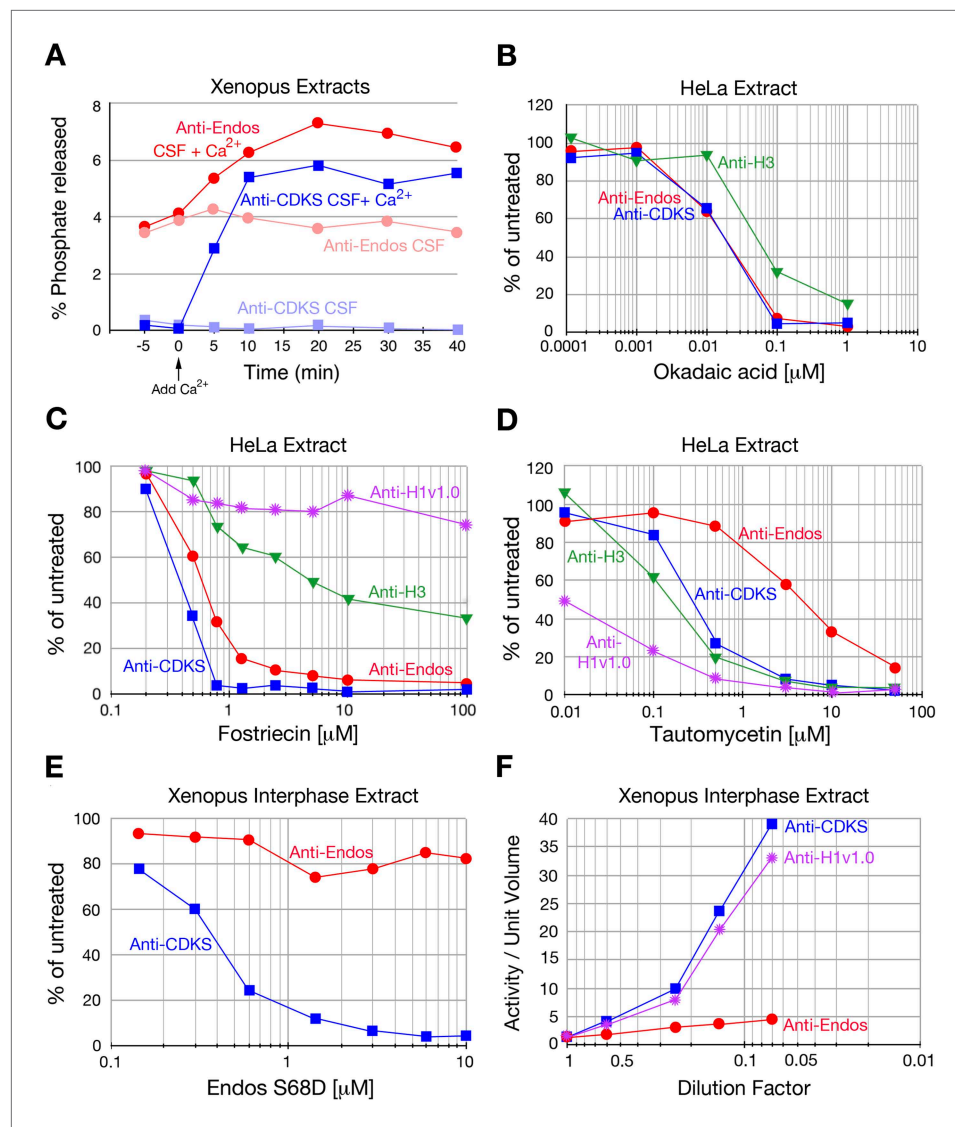 A
Xenopus Extracts
% Phosphate released
8
6
4
2
0
Anti-Endos
CSF + Ca2+
Anti-CDKS CSF+ Ca2+
Anti-Endos CSF
Anti-CDKS CSF
-5 0 5 10 15 20 25 30 35 40
Time (min)
Add Ca2+
B
HeLa Extract
% of untreated
120
100
80
60
40
20
0
Anti-H3
Anti-Endos
Anti-CDKS
0.0001 0.001 0.01 0.1 1 10
Okadaic acid [μM]
C
HeLa Extract
% of untreated
100
80
60
40
20
0
Anti-H1v1.0
Anti-H3
Anti-CDKS
Anti-Endos
0.1 1 10 100
Fostriecin [μM]
D
HeLa Extract
% of untreated
120
100
80
60
40
20
0
Anti-Endos
Anti-H3
Anti-CDKS
Anti-
H1v1.0
0.01 0.1 1 10 100
Tautomycetin [μM]
E
Xenopus Interphase Extract
% of untreated
100
80
60
40
20
0
Anti-Endos
Anti-CDKS
0.1 1 10
Endos S68D [μM]
F
Xenopus Interphase Extract
Activity / Unit Volume
40
35
30
25
20
15
10
5
0
Anti-CDKS
Anti-H1v1.0
Anti-Endos
1 0.5 0.1 0.05 0.01
Dilution Factor